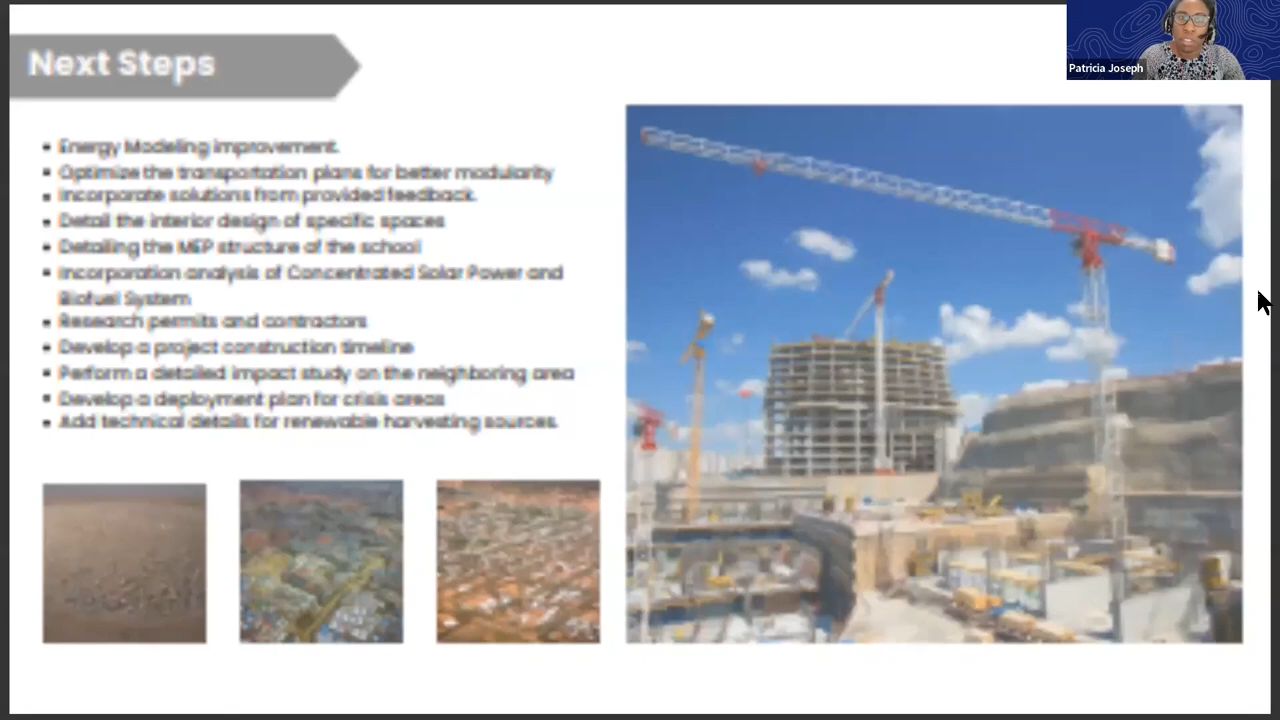 Next Steps
Patricia Joseph
Energy Modeling improvement.
Optimize the transportation plans for better modularity
Incorporate solutions from provided feedback.
Detail the interior design of specific spaces
Detailing the MEP structure of the school
Incorporation analysis of Concentrated Solar Power and
Biofuel System
Research permits and contractors
Develop a project construction timeline
Perform a detailed impact study on the neighboring area
Develop a deployment plan for crisis areas
Add technical details for renewable harvesting sources.